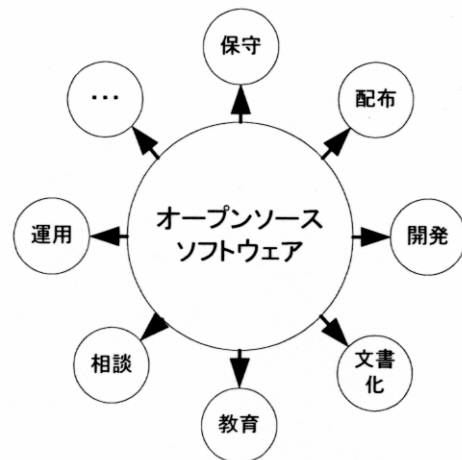 保守
…
配布
オープンソース
ソフトウェア
運用
開発
相談
文書
化
教育